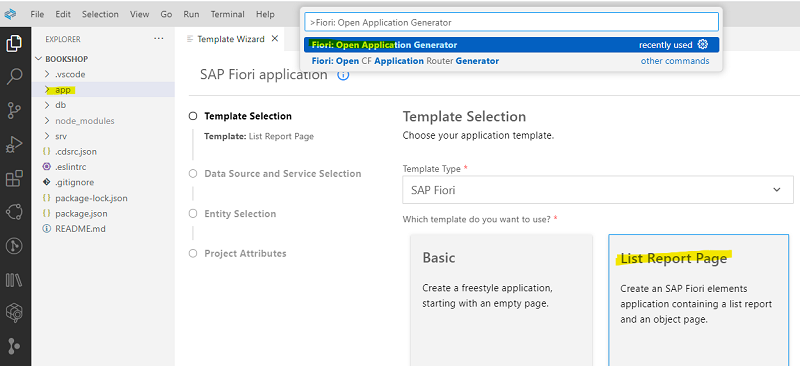 File Edit Selection View Go Run Terminal Help
>Fiori: Open Application Generator
Fiori: Open Application Generator recently used
Fiori: Open CF Application Router Generator other commands
EXPLORER ...
BOOKSHOP
.vscode
app
db
node_modules
srv
{} .cdsrc.json
.eslintrc
.gitignore
{} package-lock.json
{} package.json
README.md
Template Wizard
SAP Fiori application
Template Selection
Template: List Report Page
Data Source and Service Selection
Entity Selection
Project Attributes
Template Selection
Choose your application template.
Template Type *
SAP Fiori
Which template do you want to use? *
Basic
Create a freestyle application,
starting with an empty page.
List Report Page
Create an SAP Fiori elements
application containing a list report
and an object page.